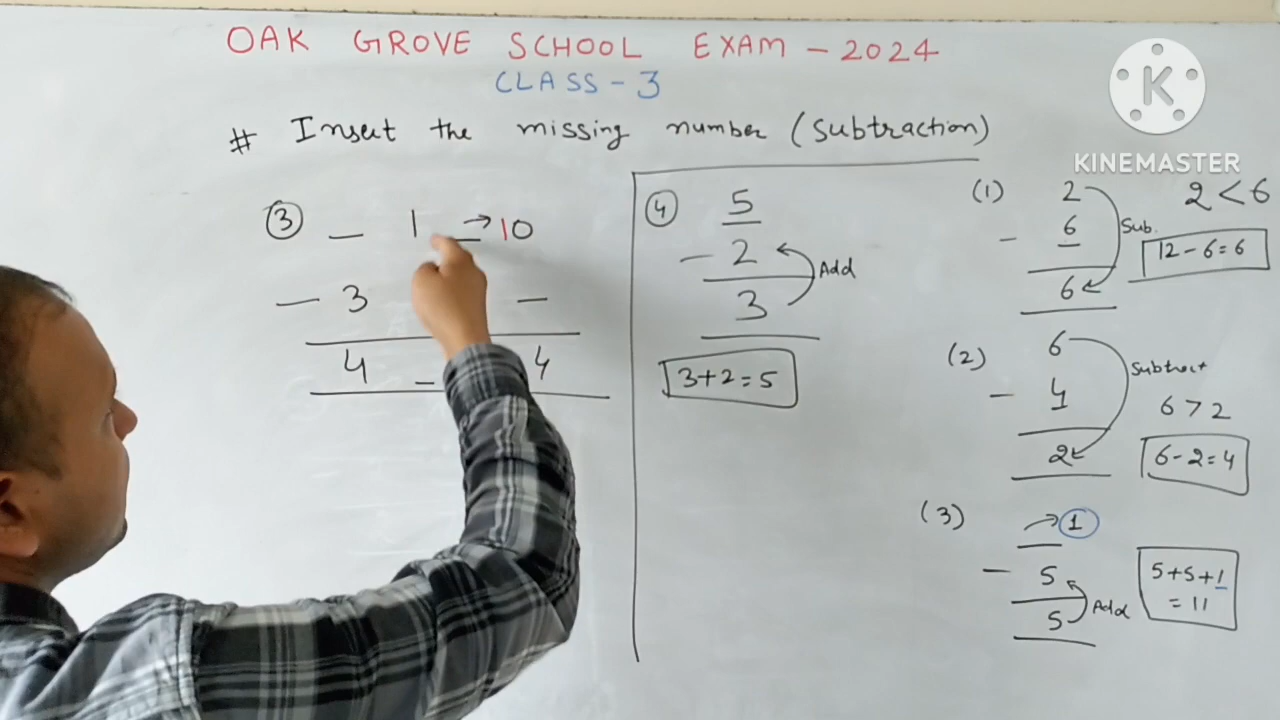 OAK GROVE SCHOOL EXAM - 2024
CLASS - 3
# Insert the missing number (Subtraction)
KINEMASTER
③ _ 1 _ → 10
- 3 _
4 _ 4
④ 5
- 2
Add
3
3+2=5
(1) 2 2 < 6
- 6 Sub.
12-6=6
6
(2) 6
Subtract
- 4 6 > 2
2 6-2=4
(3) → 1
- 5 5+5+1
= 11
5 Add